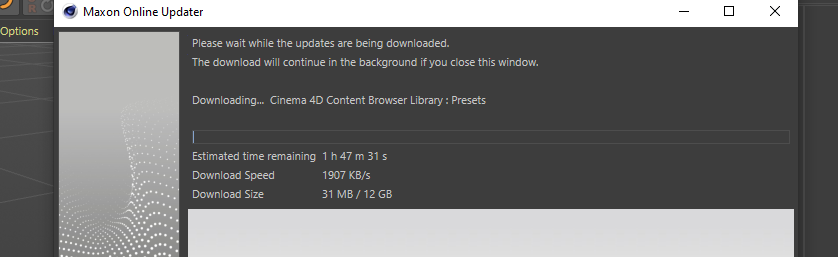 Maxon Online Updater
Options
Please wait while the updates are being downloaded.
The download will continue in the background if you close this window.
Downloading... Cinema 4D Content Browser Library : Presets
Estimated time remaining 1 h 47 m 31 s
Download Speed 1907 KB/s
Download Size 31 MB / 12 GB